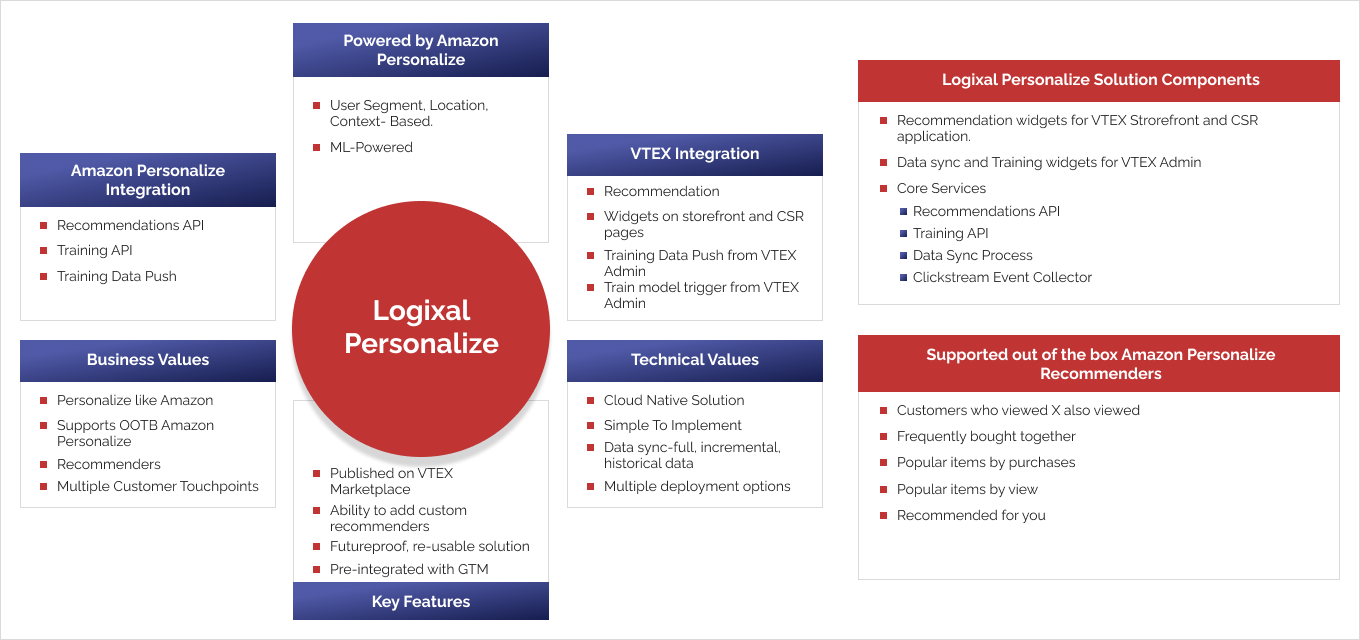 Powered by Amazon
Personalize
User Segment, Location,
Context- Based.
ML-Powered
Amazon Personalize
Integration
Recommendations API
Training API
Training Data Push
VTEX Integration
Recommendation
Widgets on storefront and CSR
pages
Training Data Push from VTEX
Admin
Train model trigger from VTEX
Admin
Logixal
Personalize
Business Values
Personalize like Amazon
Supports OOTB Amazon
Personalize
Recommenders
Multiple Customer Touchpoints
Technical Values
Cloud Native Solution
Simple To Implement
Data sync-full, incremental,
historical data
Multiple deployment options
Published on VTEX
Marketplace
Ability to add custom
recommenders
Futureproof, re-usable solution
Pre-integrated with GTM
Key Features
Logixal Personalize Solution Components
Recommendation widgets for VTEX Strorefront and CSR
application.
Data sync and Training widgets for VTEX Admin
Core Services
Recommendations API
Training API
Data Sync Process
Clickstream Event Collector
Supported out of the box Amazon Personalize
Recommenders
Customers who viewed X also viewed
Frequently bought together
Popular items by purchases
Popular items by view
Recommended for you